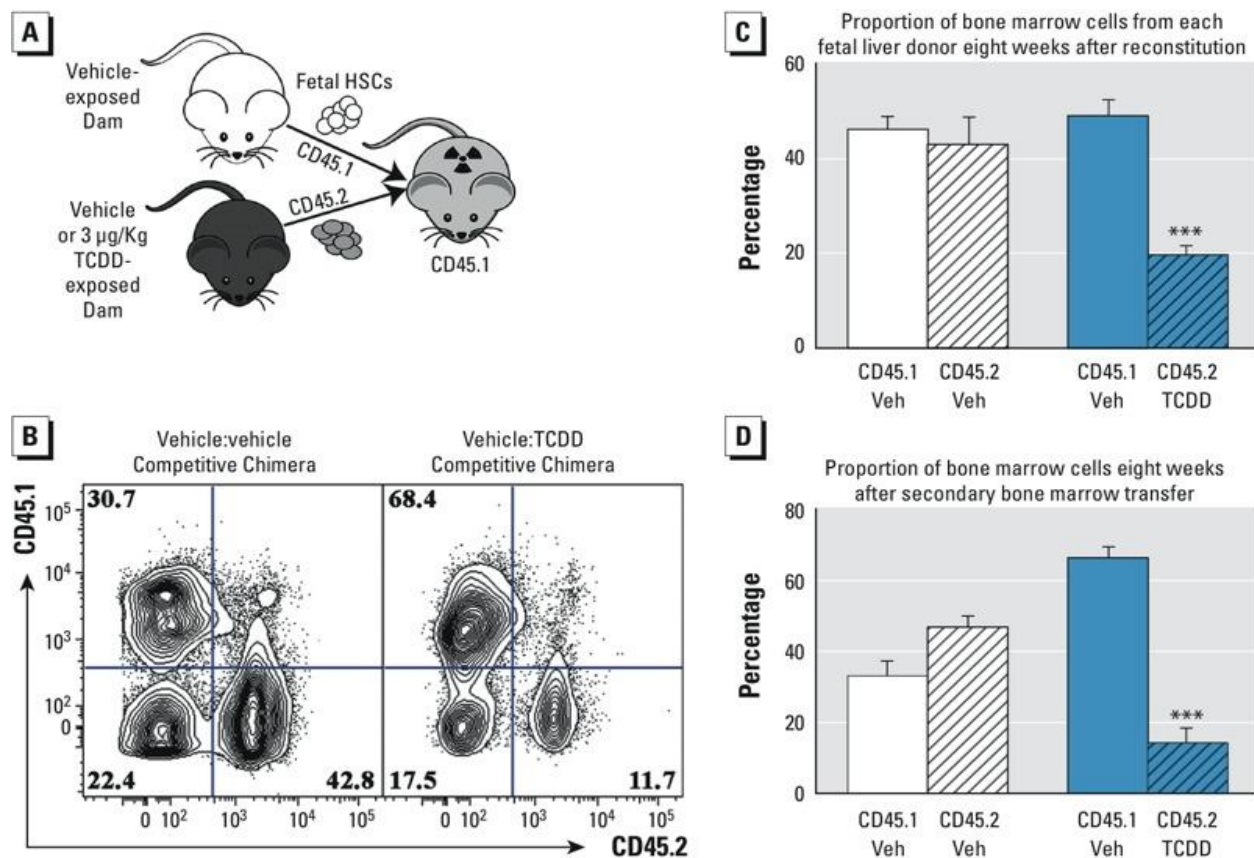 A
Vehicle-
exposed
Dam
Fetal HSCs
CD45.1
CD45.2
Vehicle
or 3 µg/Kg
TCDD-
exposed
Dam
CD45.1
B
Vehicle:vehicle
Competitive Chimera
Vehicle:TCDD
Competitive Chimera
CD45.1
10⁵
10⁴
10³
10²
0
30.7
22.4
42.8
68.4
17.5
11.7
0 10² 10³ 10⁴ 10⁵
0 10² 10³ 10⁴ 10⁵
CD45.2
C
Proportion of bone marrow cells from each
fetal liver donor eight weeks after reconstitution
Percentage
60
40
20
0
***
CD45.1 CD45.2 CD45.1 CD45.2
Veh Veh Veh TCDD
D
Proportion of bone marrow cells eight weeks
after secondary bone marrow transfer
Percentage
80
60
40
20
0
***
CD45.1 CD45.2 CD45.1 CD45.2
Veh Veh Veh TCDD